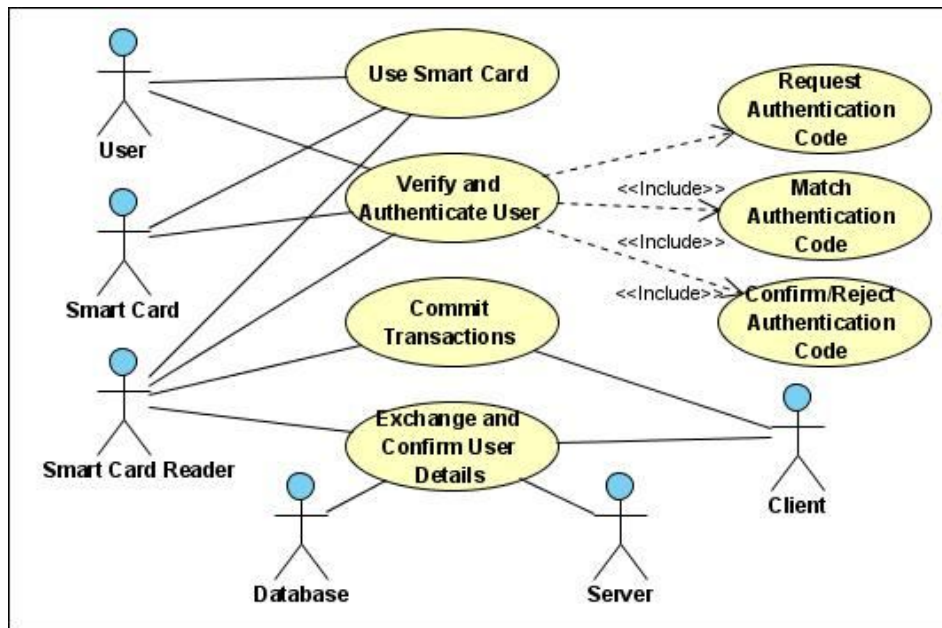 User
Smart Card
Smart Card Reader
Use Smart Card
Verify and
Authenticate User
Commit
Transactions
Exchange and
Confirm User
Details
Request
Authentication
Code
<<Include>>
Match
Authentication
Code
<<Include>>
<<Include>>
Confirm/Reject
Authentication
Code
Client
Database
Server